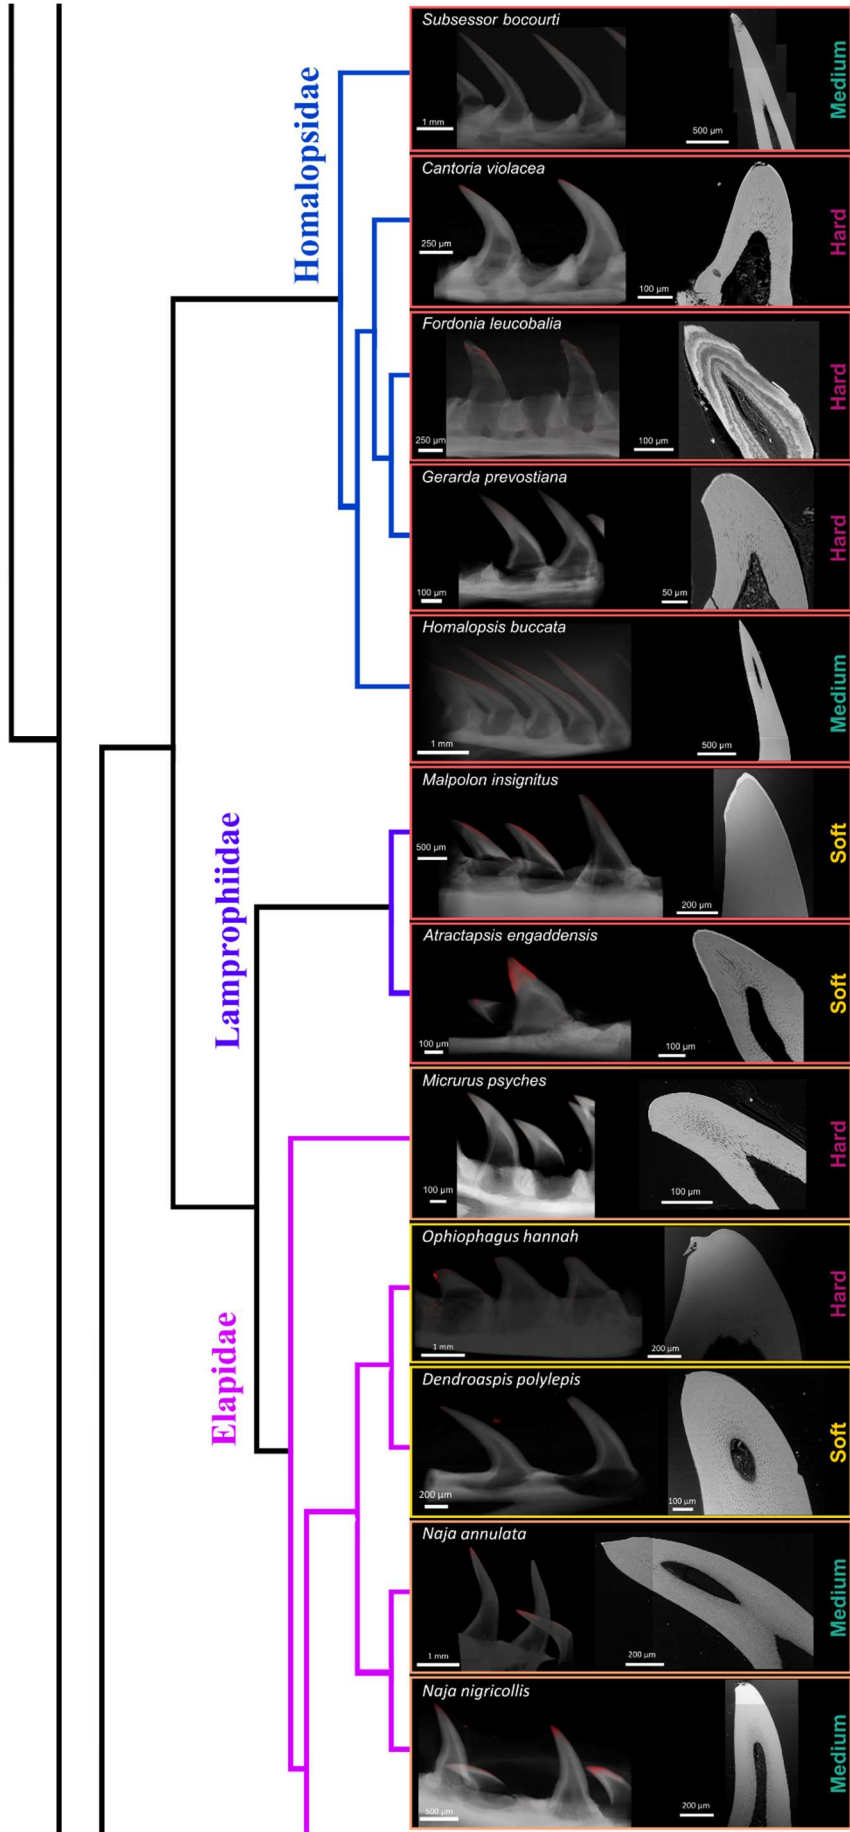 Homalopsidae
Subsessor bocourti
1 mm
500 µm
Medium
Cantoria violacea
250 µm
100 µm
Hard
Fordonia leucobalia
250 µm
100 µm
Hard
Gerarda prevostiana
100 µm
50 µm
Hard
Homalopsis buccata
1 mm
500 µm
Medium
Lamprophiidae
Malpolon insignitus
500 µm
200 µm
Soft
Atractapsis engaddensis
100 µm
100 µm
Soft
Elapidae
Micrurus psyches
100 µm
100 µm
Hard
Ophiophagus hannah
1 mm
200 µm
Hard
Dendroaspis polylepis
200 µm
100 µm
Soft
Naja annulata
1 mm
200 µm
Medium
Naja nigricollis
500 µm
200 µm
Medium